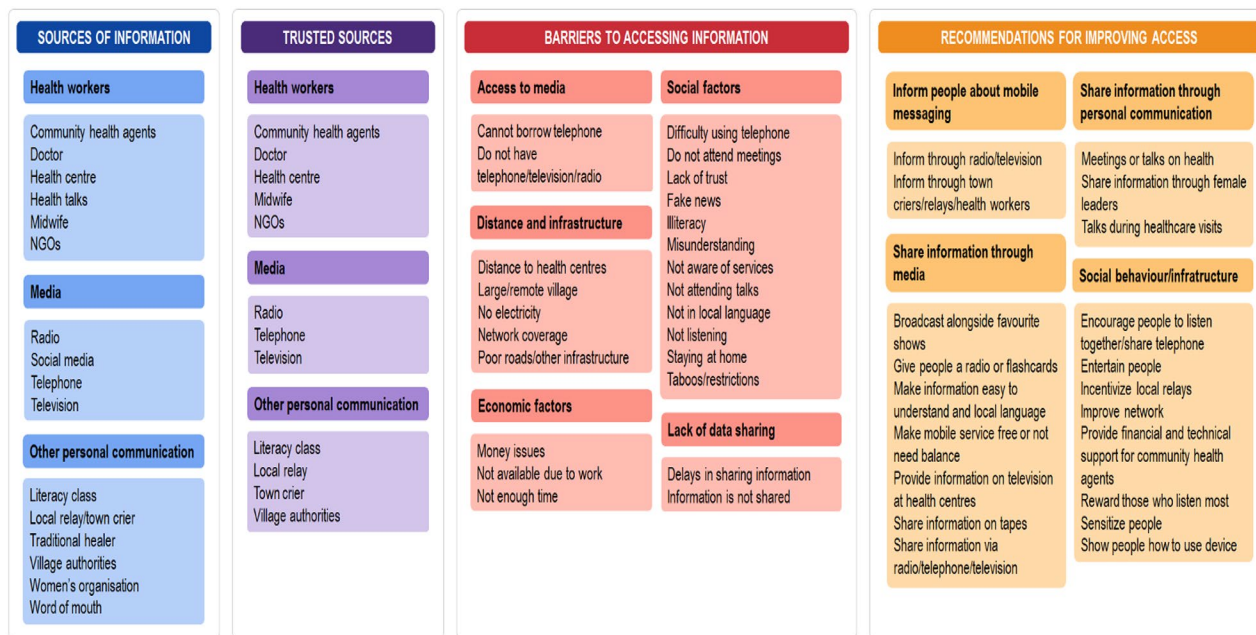 SOURCES OF INFORMATION
Health workers
Community health agents
Doctor
Health centre
Health talks
Midwife
NGOs
Media
Radio
Social media
Telephone
Television
Other personal communication
Literacy class
Local relay/town crier
Traditional healer
Village authorities
Women's organisation
Word of mouth
TRUSTED SOURCES
Health workers
Community health agents
Doctor
Health centre
Midwife
NGOs
Media
Radio
Telephone
Television
Other personal communication
Literacy class
Local relay
Town crier
Village authorities
BARRIERS TO ACCESSING INFORMATION
Access to media
Cannot borrow telephone
Do not have
telephone/television/radio
Distance and infrastructure
Distance to health centres
Large/remote village
No electricity
Network coverage
Poor roads/other infrastructure
Economic factors
Money issues
Not available due to work
Not enough time
Social factors
Difficulty using telephone
Do not attend meetings
Lack of trust
Fake news
Illiteracy
Misunderstanding
Not aware of services
Not attending talks
Not in local language
Not listening
Staying at home
Taboos/restrictions
Lack of data sharing
Delays in sharing information
Information is not shared
RECOMMENDATIONS FOR IMPROVING ACCESS
Inform people about mobile
messaging
Inform through radio/television
Inform through town
criers/relays/health workers
Share information through
media
Broadcast alongside favourite
shows
Give people a radio or flashcards
Make information easy to
understand and local language
Make mobile service free or not
need balance
Provide information on television
at health centres
Share information on tapes
Share information via
radio/telephone/television
Share information through
personal communication
Meetings or talks on health
Share information through female
leaders
Talks during healthcare visits
Social behaviour/infratructure
Encourage people to listen
together/share telephone
Entertain people
Incentivize local relays
Improve network
Provide financial and technical
support for community health
agents
Reward those who listen most
Sensitize people
Show people how to use device